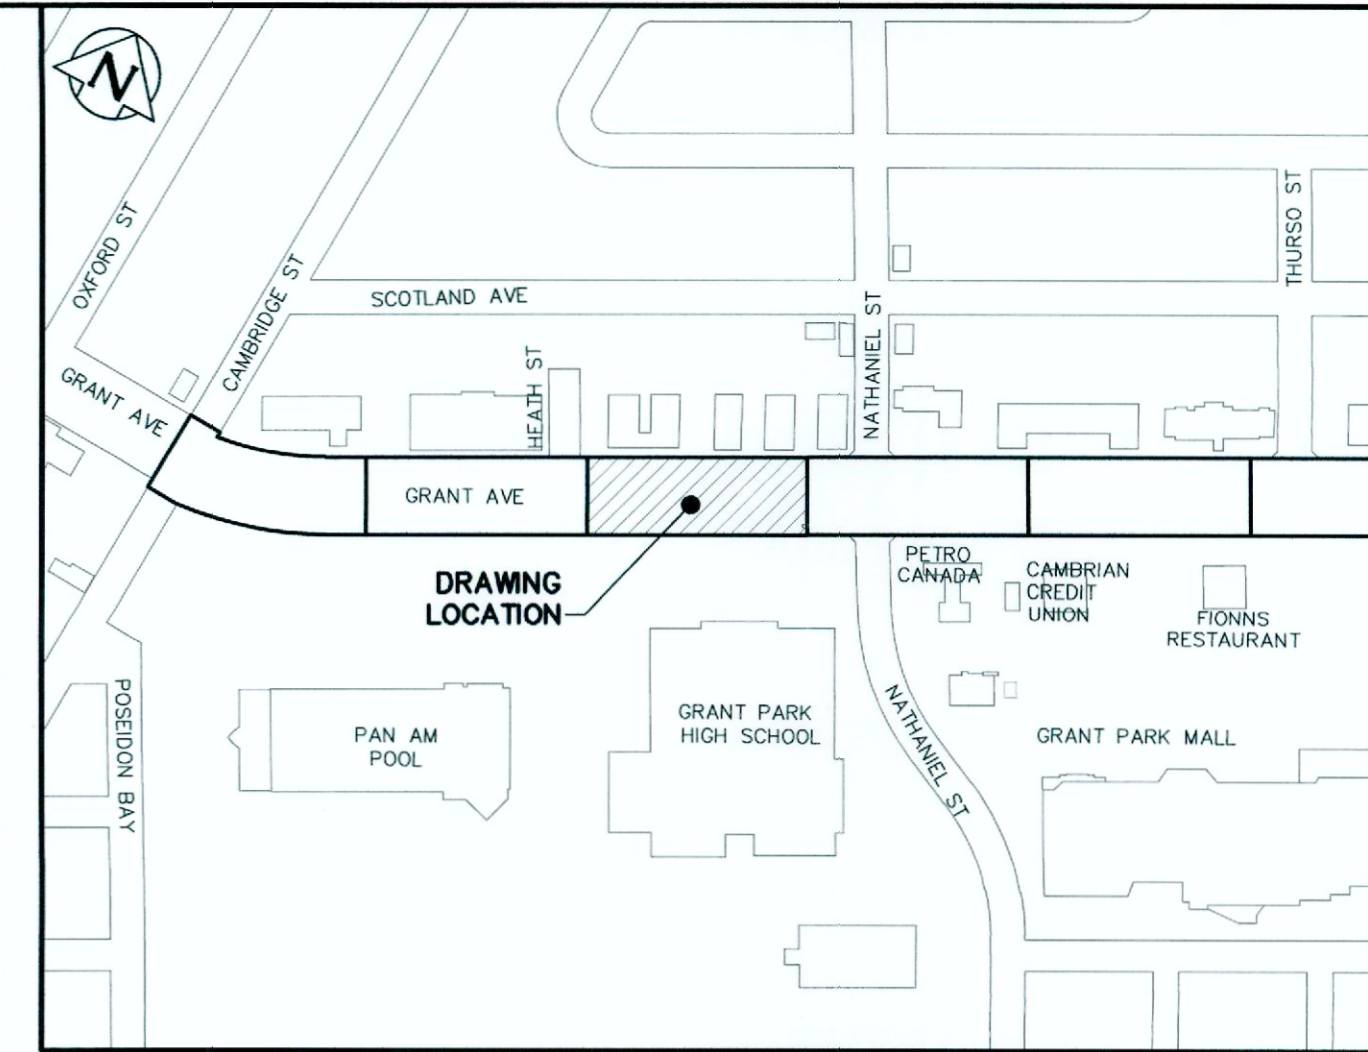 N
OXFORD ST
CAMBRIDGE ST
SCOTLAND AVE
THURSO ST
NATHANIEL ST
HEATH ST
GRANT AVE
GRANT AVE
DRAWING
LOCATION
PETRO
CANADA
CAMBRIAN
CREDIT
UNION
FIONNS
RESTAURANT
POSEIDON BAY
PAN AM
POOL
GRANT PARK
HIGH SCHOOL
NATHANIEL ST
GRANT PARK MALL